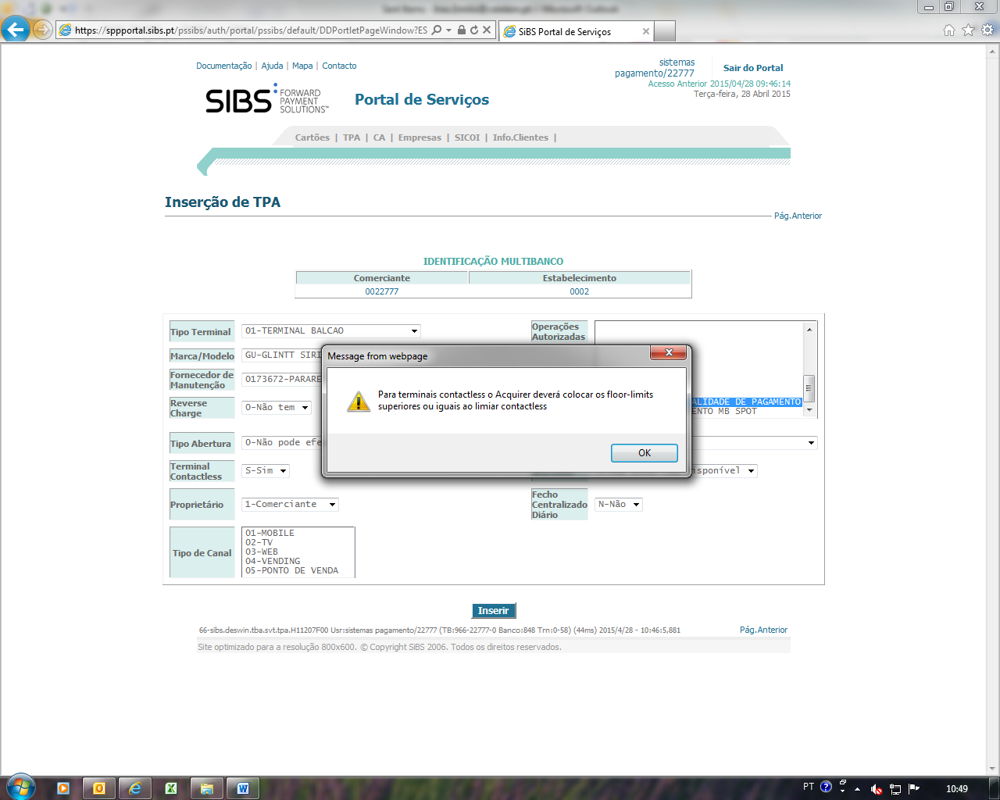 https://sppportal.sibs.pt/pssibs/auth/portal/pssibs/default/DDPortletPageWindow?ES
SiBS Portal de Serviços
Documentação | Ajuda | Mapa | Contacto
sistemas
pagamento/22777
Sair do Portal
Acesso Anterior 2015/04/28 09:46:14
Terça-feira, 28 Abril 2015
SIBS FORWARD PAYMENT SOLUTIONS™
Portal de Serviços
Cartões | TPA | CA | Empresas | SICOI | Info.Clientes |
Inserção de TPA
Pág.Anterior
IDENTIFICAÇÃO MULTIBANCO
Comerciante Estabelecimento
0022777 0002
Tipo Terminal 01-TERMINAL BALCAO
Operações Autorizadas
Marca/Modelo GU-GLINTT SIRI
Fornecedor de Manutenção 0173672-PARARE
Reverse Charge 0-Não tem
ALIDADE DE PAGAMENTO
ENTO MB SPOT
Tipo Abertura 0-Não pode efe
Terminal Contactless S-Sim
isponível
Proprietário 1-Comerciante
Fecho Centralizado Diário N-Não
Tipo de Canal
01-MOBILE
02-TV
03-WEB
04-VENDING
05-PONTO DE VENDA
Message from webpage
Para terminais contactless o Acquirer deverá colocar os floor-limits
superiores ou iguais ao limiar contactless
OK
Inserir
66-sibs.deswin.tba.svt.tpa.H11207F00 Usr:sistemas pagamento/22777 (TB:966-22777-0 Banco:848 Trn:0-58) (44ms) 2015/4/28 - 10:46:5,881
Pág.Anterior
Site optimizado para a resolução 800x600. © Copyright SiBS 2006. Todos os direitos reservados.
PT
10:49